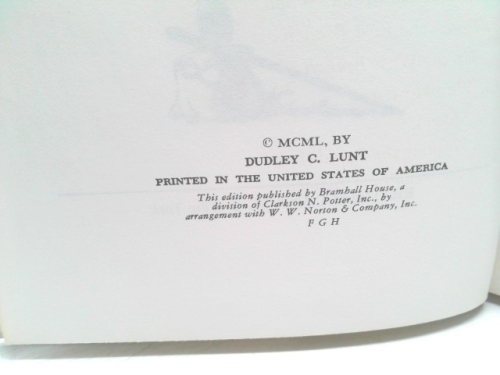 © MCML, BY
DUDLEY C. LUNT
PRINTED IN THE UNITED STATES OF AMERICA
This edition published by Bramhall House, a
division of Clarkson N. Potter, Inc., by
arrangement with W. W. Norton & Company, Inc.
F G H